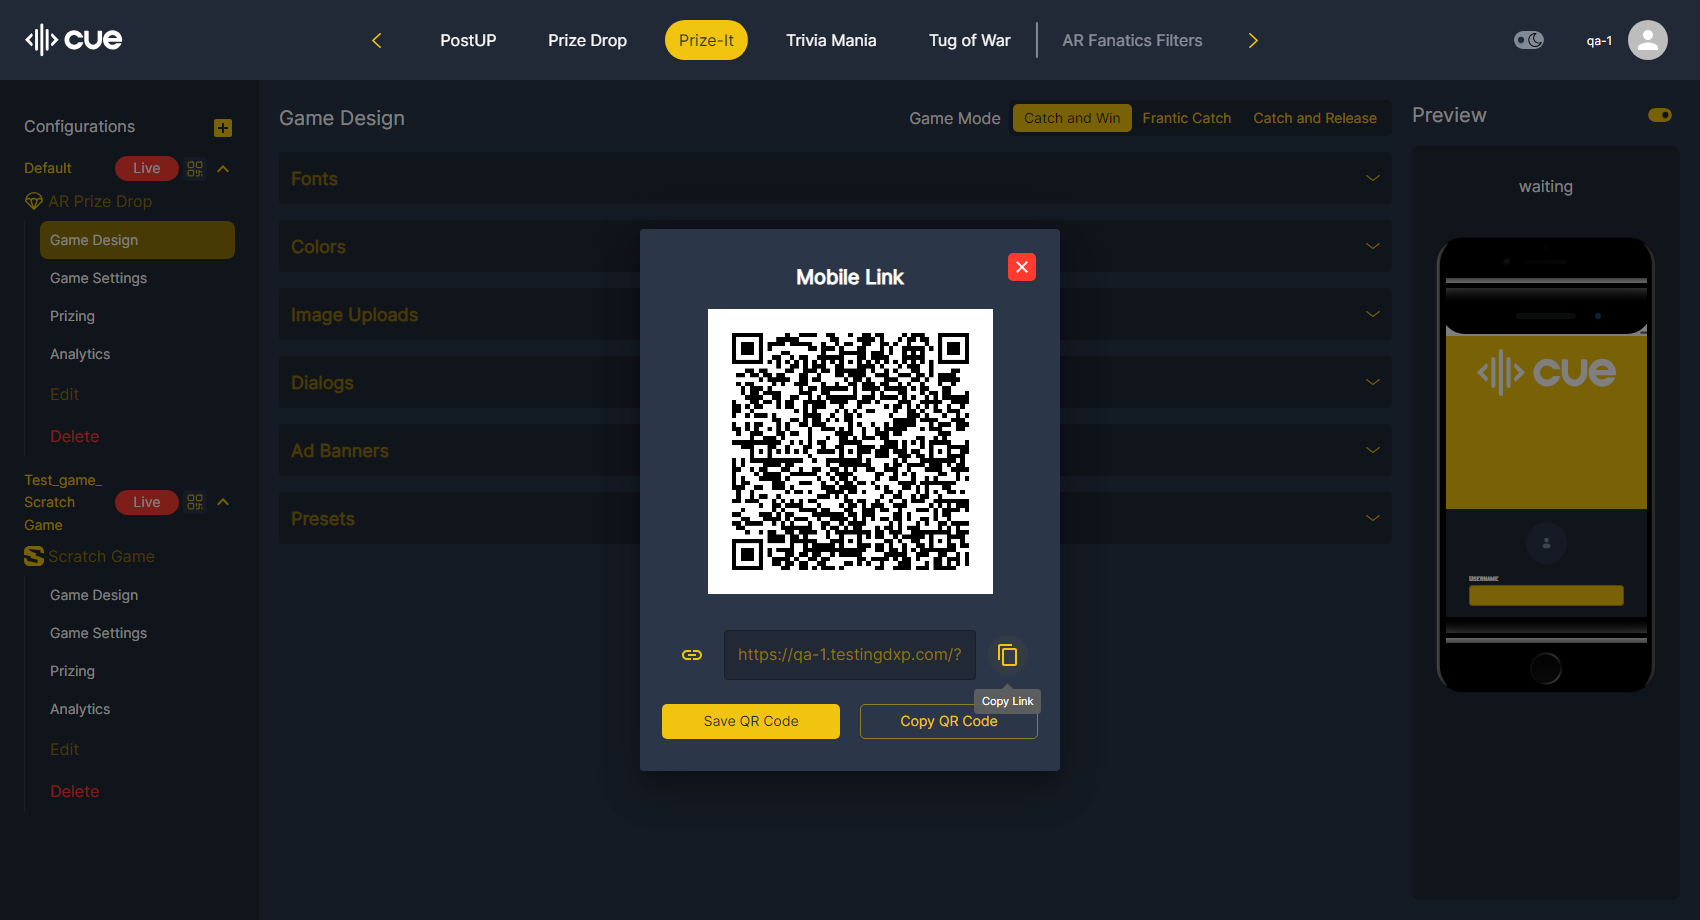 cue
PostUP
Prize Drop
Prize-It
Trivia Mania
Tug of War
AR Fanatics Filters
qa-1
Configurations
Default
Live
AR Prize Drop
Game Design
Game Settings
Prizing
Analytics
Edit
Delete
Test_game_
Scratch
Game
Live
Scratch Game
Game Design
Game Settings
Prizing
Analytics
Edit
Delete
Game Design
Game Mode
Catch and Win
Frantic Catch
Catch and Release
Fonts
Colors
Image Uploads
Dialogs
Ad Banners
Presets
Mobile Link
https://qa-1.testingdxp.com/?
Copy Link
Save QR Code
Copy QR Code
Preview
waiting
cue
USERNAME